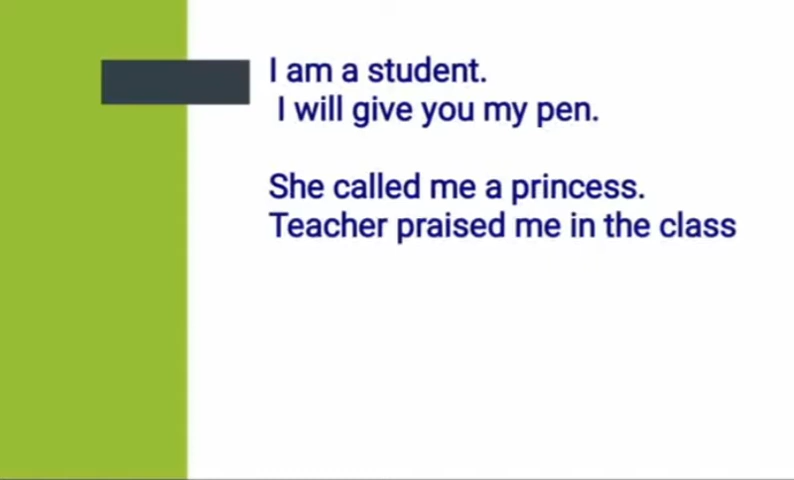 I am a student.
I will give you my pen.
She called me a princess.
Teacher praised me in the class